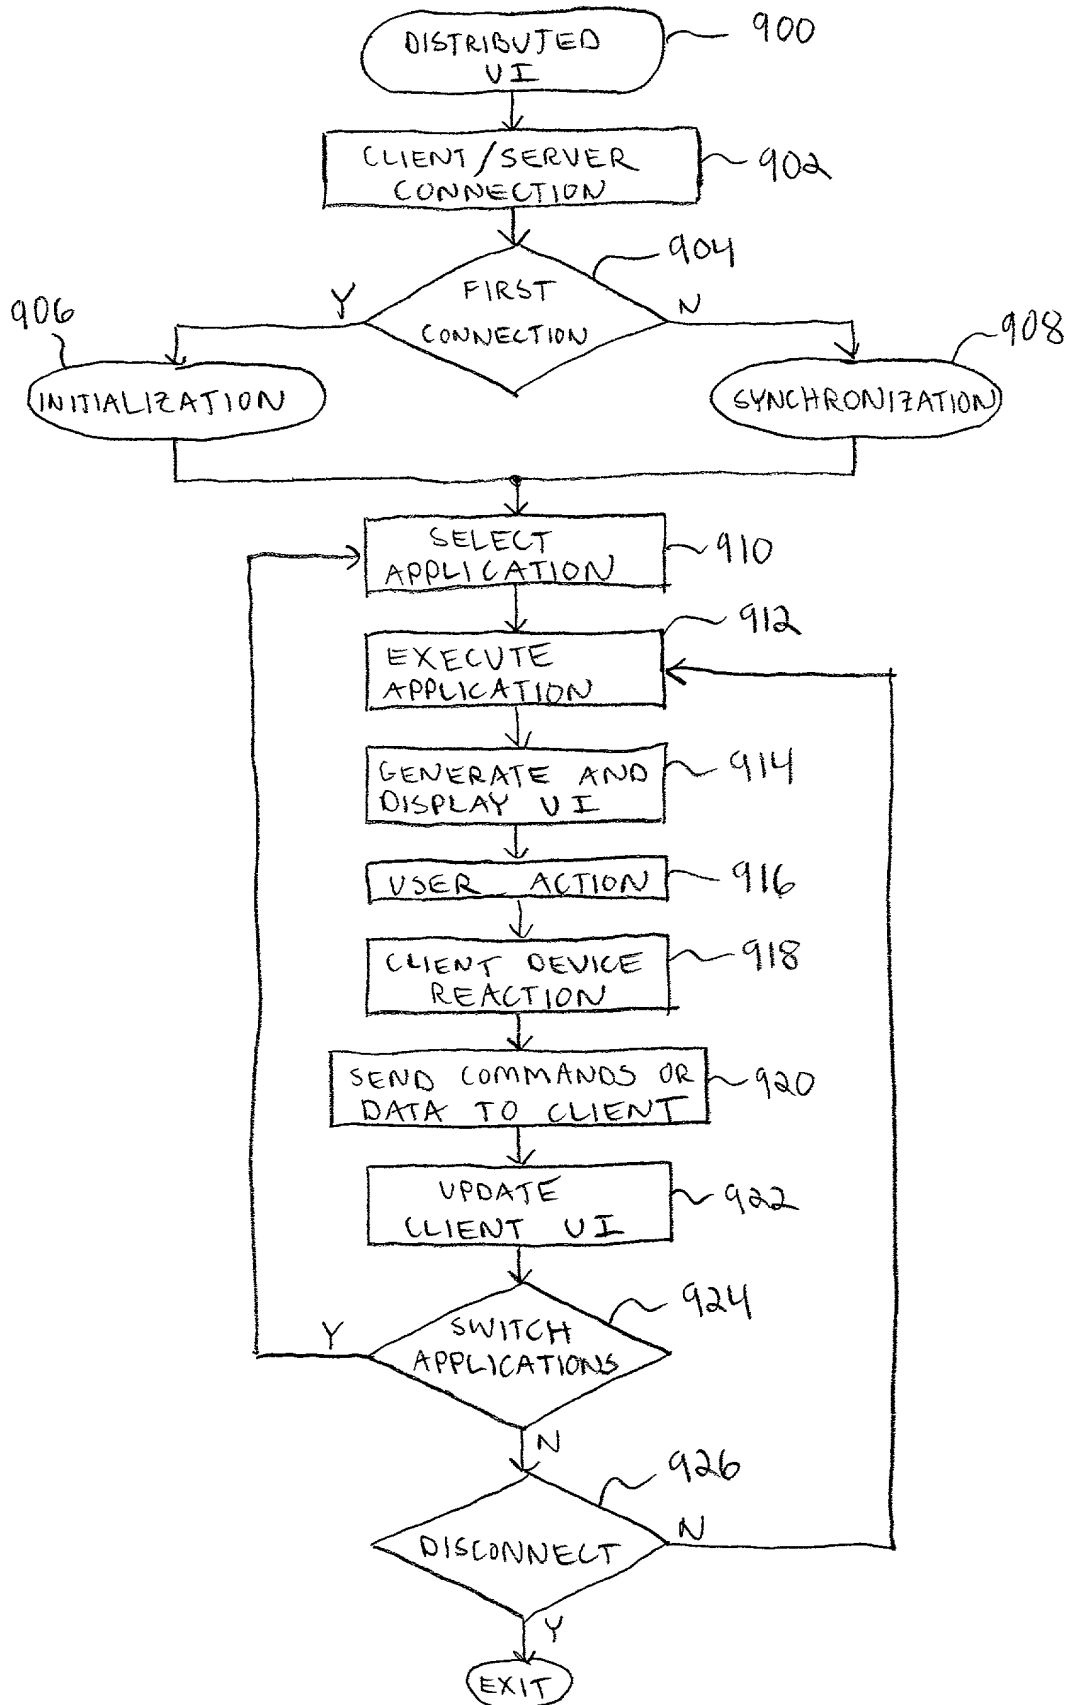 DISTRIBUTED
UI
900
CLIENT/SERVER
CONNECTION
902
904
FIRST
CONNECTION
Y
N
906
INITIALIZATION
908
SYNCHRONIZATION
SELECT
APPLICATION
910
912
EXECUTE
APPLICATION
GENERATE AND
DISPLAY UI
914
USER ACTION
916
CLIENT DEVICE
REACTION
918
SEND COMMANDS OR
DATA TO CLIENT
920
UPDATE
CLIENT UI
922
924
SWITCH
APPLICATIONS
Y
N
926
DISCONNECT
N
Y
EXIT